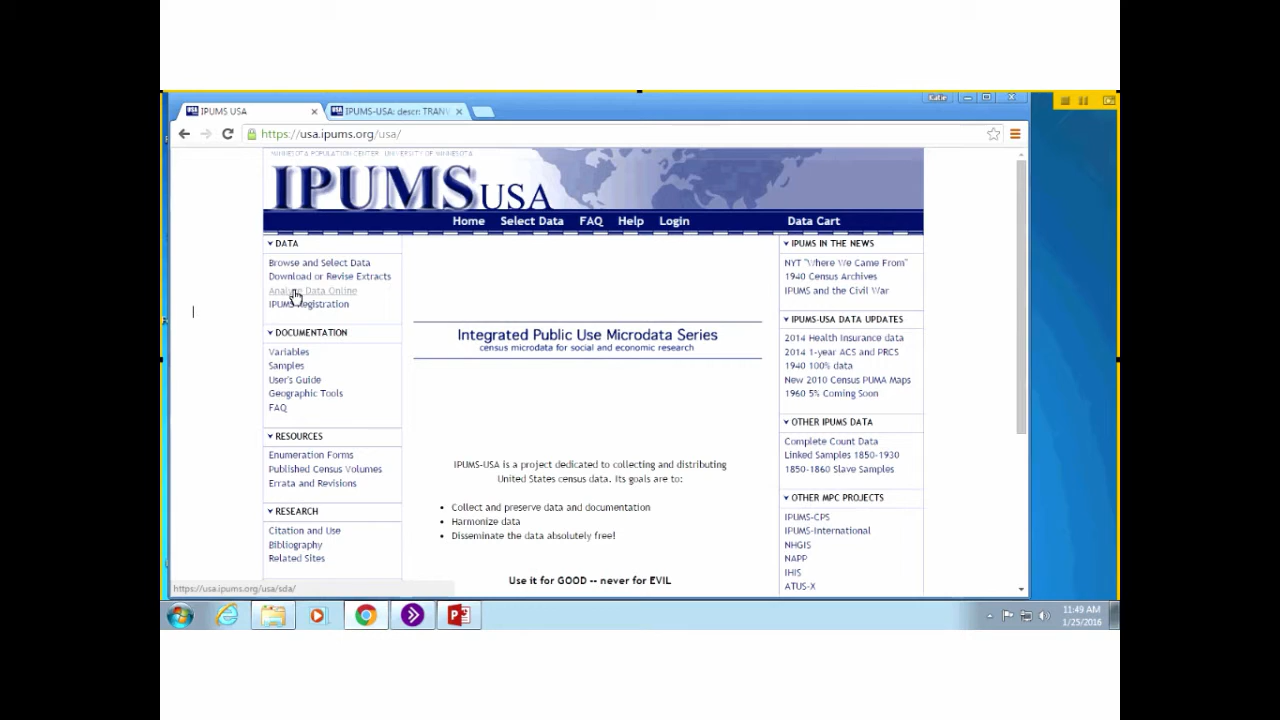 IPUMS USA
IPUMS-USA: descr: TRANV
https://usa.ipums.org/usa/
MINNESOTA POPULATION CENTER UNIVERSITY OF MINNESOTA
IPUMS USA
Home Select Data FAQ Help Login Data Cart
DATA
Browse and Select Data
Download or Revise Extracts
Analyze Data Online
IPUMS Registration
DOCUMENTATION
Variables
Samples
User's Guide
Geographic Tools
FAQ
RESOURCES
Enumeration Forms
Published Census Volumes
Errata and Revisions
RESEARCH
Citation and Use
Bibliography
Related Sites
Integrated Public Use Microdata Series
census microdata for social and economic research
IPUMS-USA is a project dedicated to collecting and distributing
United States census data. Its goals are to:
• Collect and preserve data and documentation
• Harmonize data
• Disseminate the data absolutely free!
Use it for GOOD -- never for EVIL
IPUMS IN THE NEWS
NYT "Where We Came From"
1940 Census Archives
IPUMS and the Civil War
IPUMS-USA DATA UPDATES
2014 Health Insurance data
2014 1-year ACS and PRCS
1940 100% data
New 2010 Census PUMA Maps
1960 5% Coming Soon
OTHER IPUMS DATA
Complete Count Data
Linked Samples 1850-1930
1850-1860 Slave Samples
OTHER MPC PROJECTS
IPUMS-CPS
IPUMS-International
NHGIS
NAPP
IHIS
ATUS-X
https://usa.ipums.org/usa/sda/
11:49 AM
1/25/2016